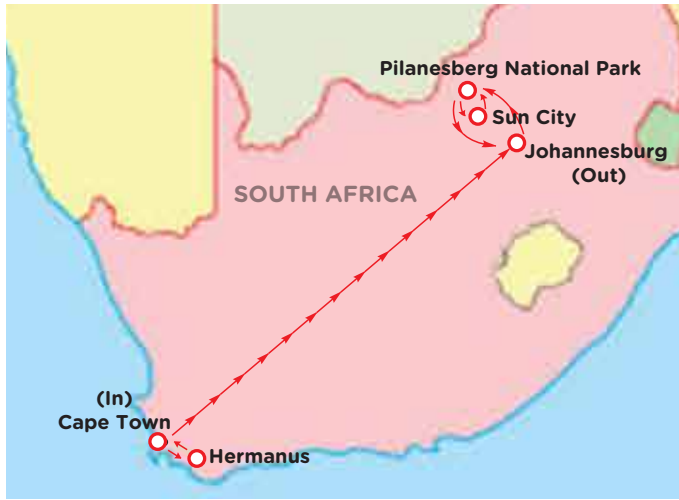 Pilanesberg National Park
Sun City
Johannesburg
(Out)
SOUTH AFRICA
(In)
Cape Town
Hermanus